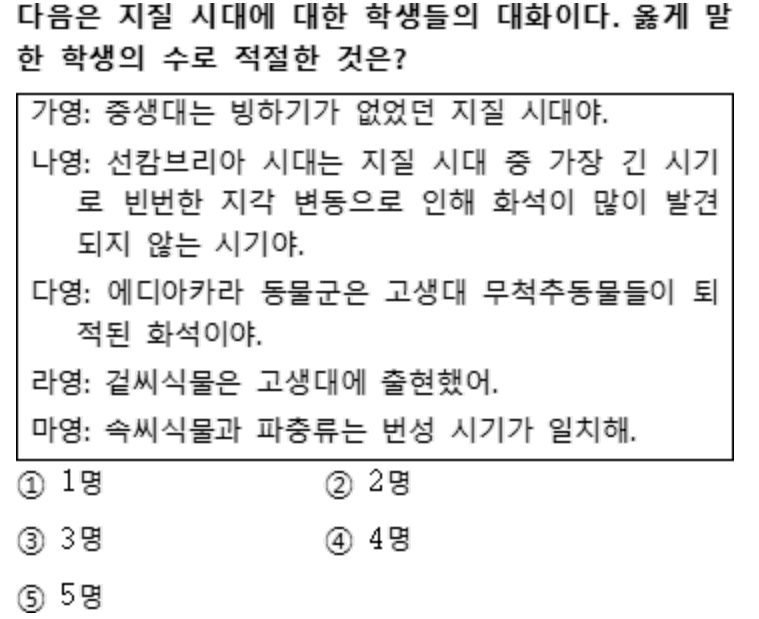 다음은 지질 시대에 대한 학생들의 대화이다. 옳게 말
한 학생의 수로 적절한 것은?
가영: 중생대는 빙하기가 없었던 지질 시대야.
나영: 선캄브리아 시대는 지질 시대 중 가장 긴 시기
로 빈번한 지각 변동으로 인해 화석이 많이 발견
되지 않는 시기야.
다영: 에디아카라 동물군은 고생대 무척추동물들이 퇴
적된 화석이야.
라영: 겉씨식물은 고생대에 출현했어.
마영: 속씨식물과 파충류는 번성 시기가 일치해.
① 1명 ② 2명
③ 3명 ④ 4명
⑤ 5명